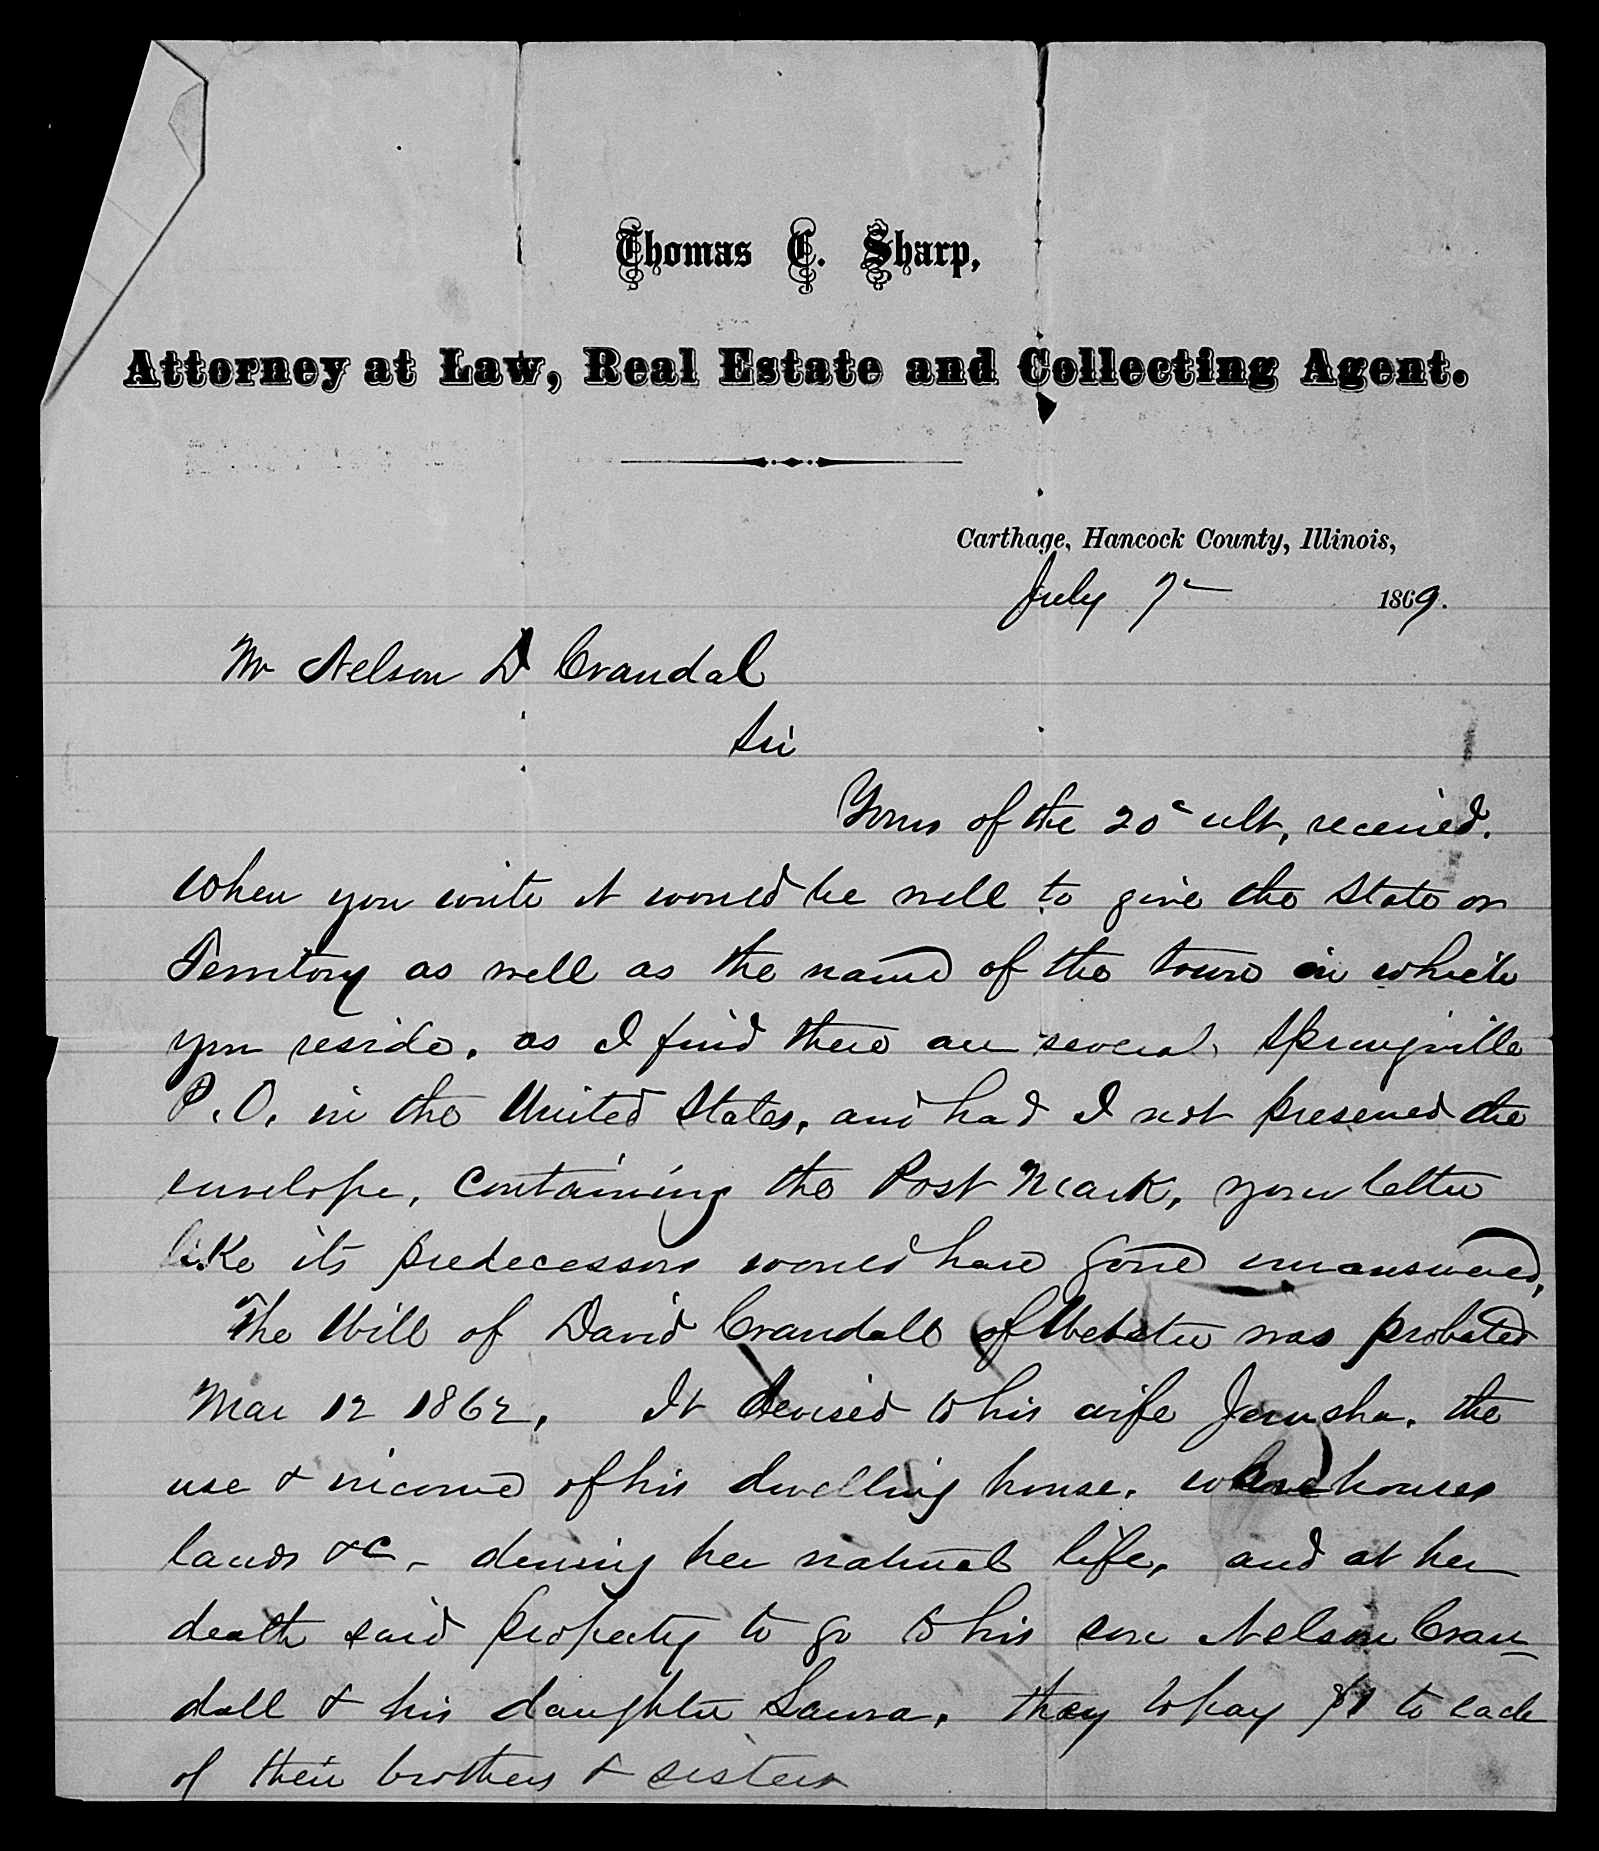 Thomas C. Sharp,
Attorney at Law, Real Estate and Collecting Agent.
Carthage, Hancock County, Illinois,
July 7 1869.
Mr Nelson D Crandal
Sir
Yours of the 20 ult, received.
When you write it would be well to give the State or
Territory as well as the name of the town in which
you reside, as I find there are several Springville
P.O. in the United States, and had I not preserved the
envelope, containing the Post Mark, your letter
like its predecessors would have gone unanswered,
The Will of David Crandall of Webster was probated
Mar 12 1862. It devised to his wife Jerusha, the
use & income of his dwelling house, houses
lands &c - during her natural life, and at her
death said property to go to his son Nelson Cran-
dall & his daughter Laura, they to pay $1 to each
of their brothers & sisters